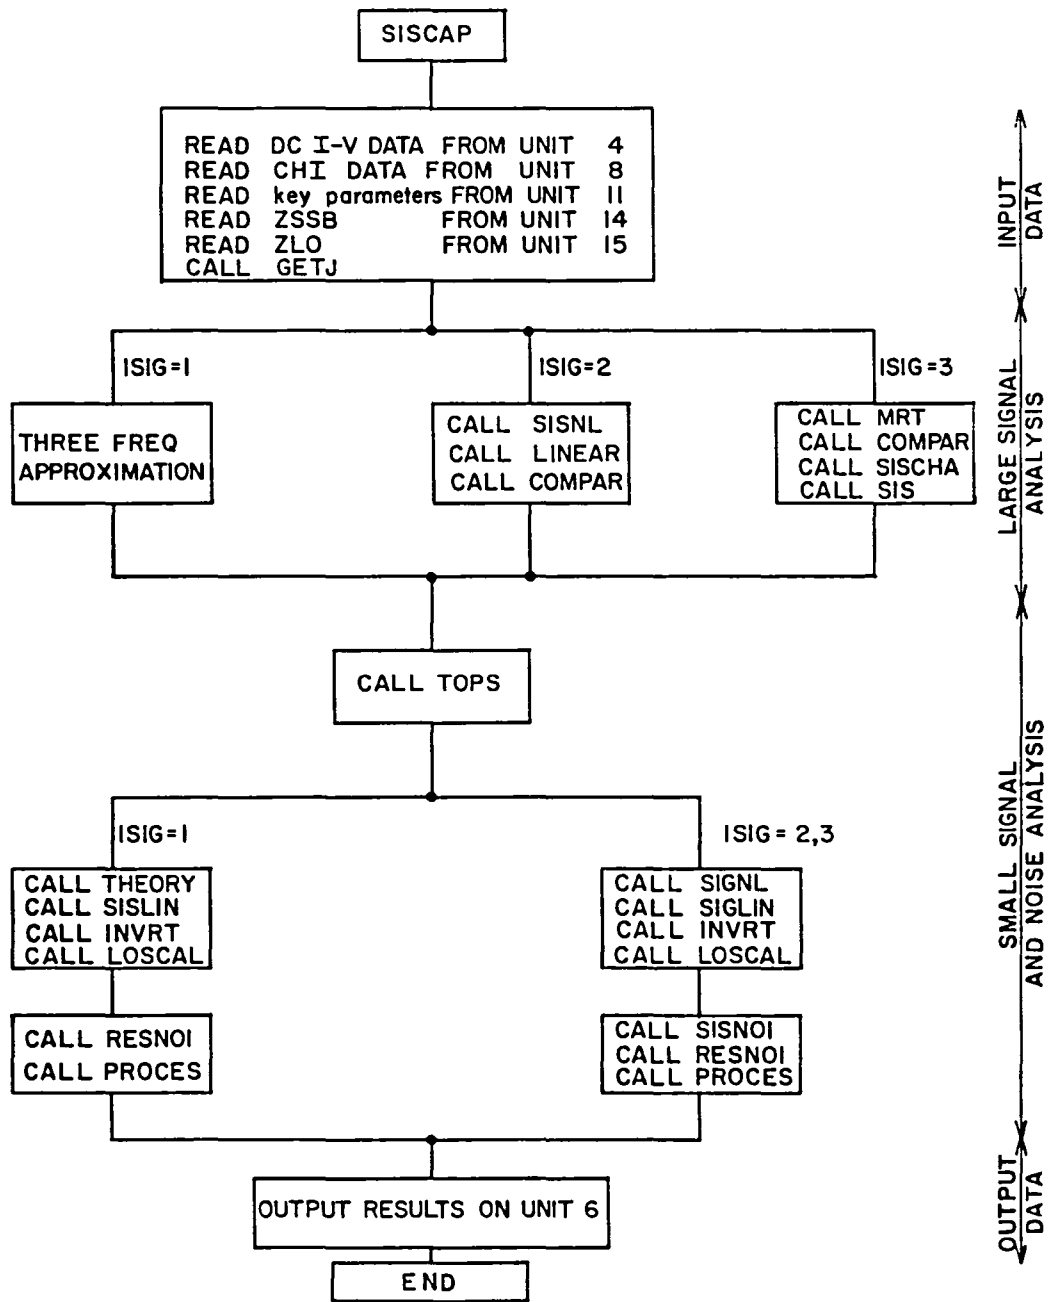 SISCAP
READ DC I-V DATA FROM UNIT 4
READ CHI DATA FROM UNIT 8
READ key parameters FROM UNIT 11
READ ZSSB FROM UNIT 14
READ ZLO FROM UNIT 15
CALL GETJ
INPUT
DATA
ISIG=1
ISIG=2
ISIG=3
THREE FREQ
APPROXIMATION
CALL SISNL
CALL LINEAR
CALL COMPAR
CALL MRT
CALL COMPAR
CALL SISCHA
CALL SIS
LARGE SIGNAL
ANALYSIS
CALL TOPS
ISIG=1
ISIG= 2,3
CALL THEORY
CALL SISLIN
CALL INVRT
CALL LOSCAL
CALL SIGNL
CALL SIGLIN
CALL INVRT
CALL LOSCAL
CALL RESNOI
CALL PROCES
CALL SISNOI
CALL RESNOI
CALL PROCES
SMALL SIGNAL
AND NOISE ANALYSIS
OUTPUT RESULTS ON UNIT 6
END
OUTPUT
DATA